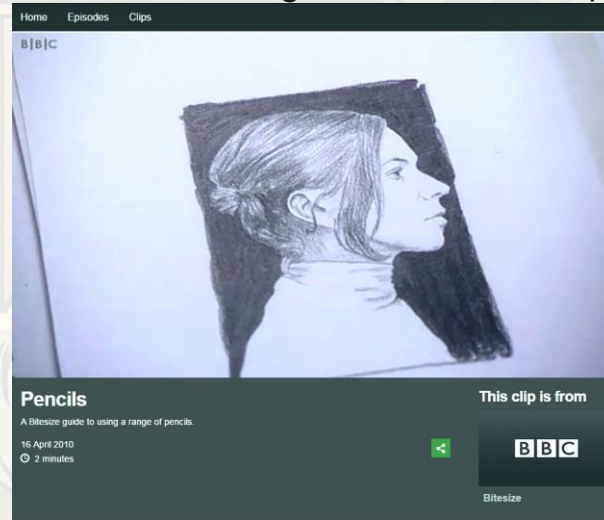 Home Episodes Clips
BBC
Pencils
A Bitesize guide to using a range of pencils.
16 April 2010
2 minutes
This clip is from
BBC
Bitesize